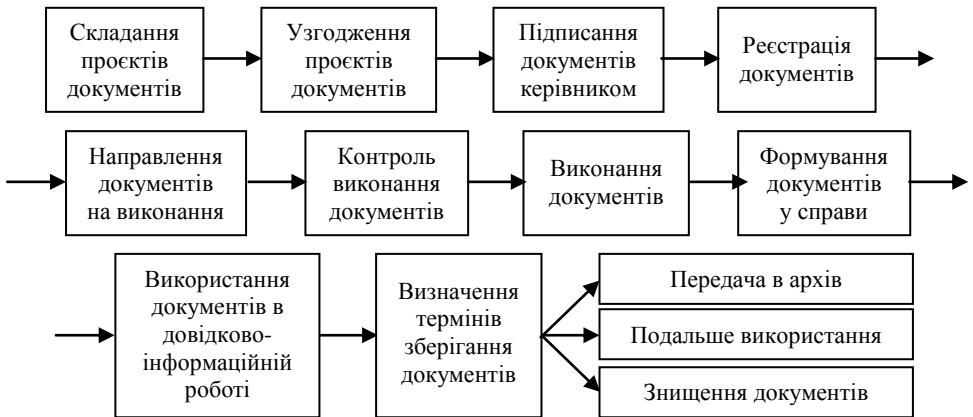 Складання
проєктів
документів
Узгодження
проєктів
документів
Підписання
документів
керівником
Реєстрація
документів
Направлення
документів
на виконання
Контроль
виконання
документів
Виконання
документів
Формування
документів
у справи
Використання
документів в
довідково-
інформаційній
роботі
Визначення
термінів
зберігання
документів
Передача в архів
Подальше використання
Знищення документів